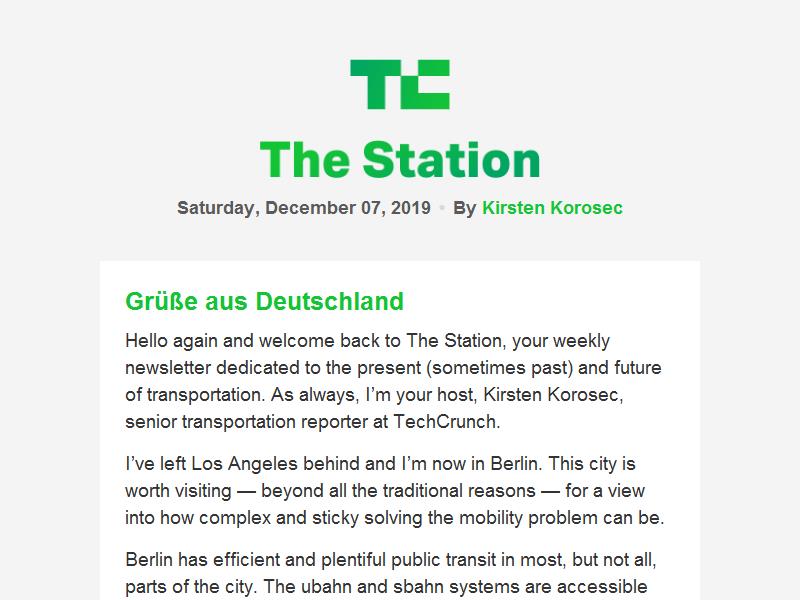 TC
The Station
Saturday, December 07, 2019 • By Kirsten Korosec
Grüße aus Deutschland
Hello again and welcome back to The Station, your weekly
newsletter dedicated to the present (sometimes past) and future
of transportation. As always, I’m your host, Kirsten Korosec,
senior transportation reporter at TechCrunch.
I’ve left Los Angeles behind and I’m now in Berlin. This city is
worth visiting — beyond all the traditional reasons — for a view
into how complex and sticky solving the mobility problem can be.
Berlin has efficient and plentiful public transit in most, but not all,
parts of the city. The ubahn and sbahn systems are accessible